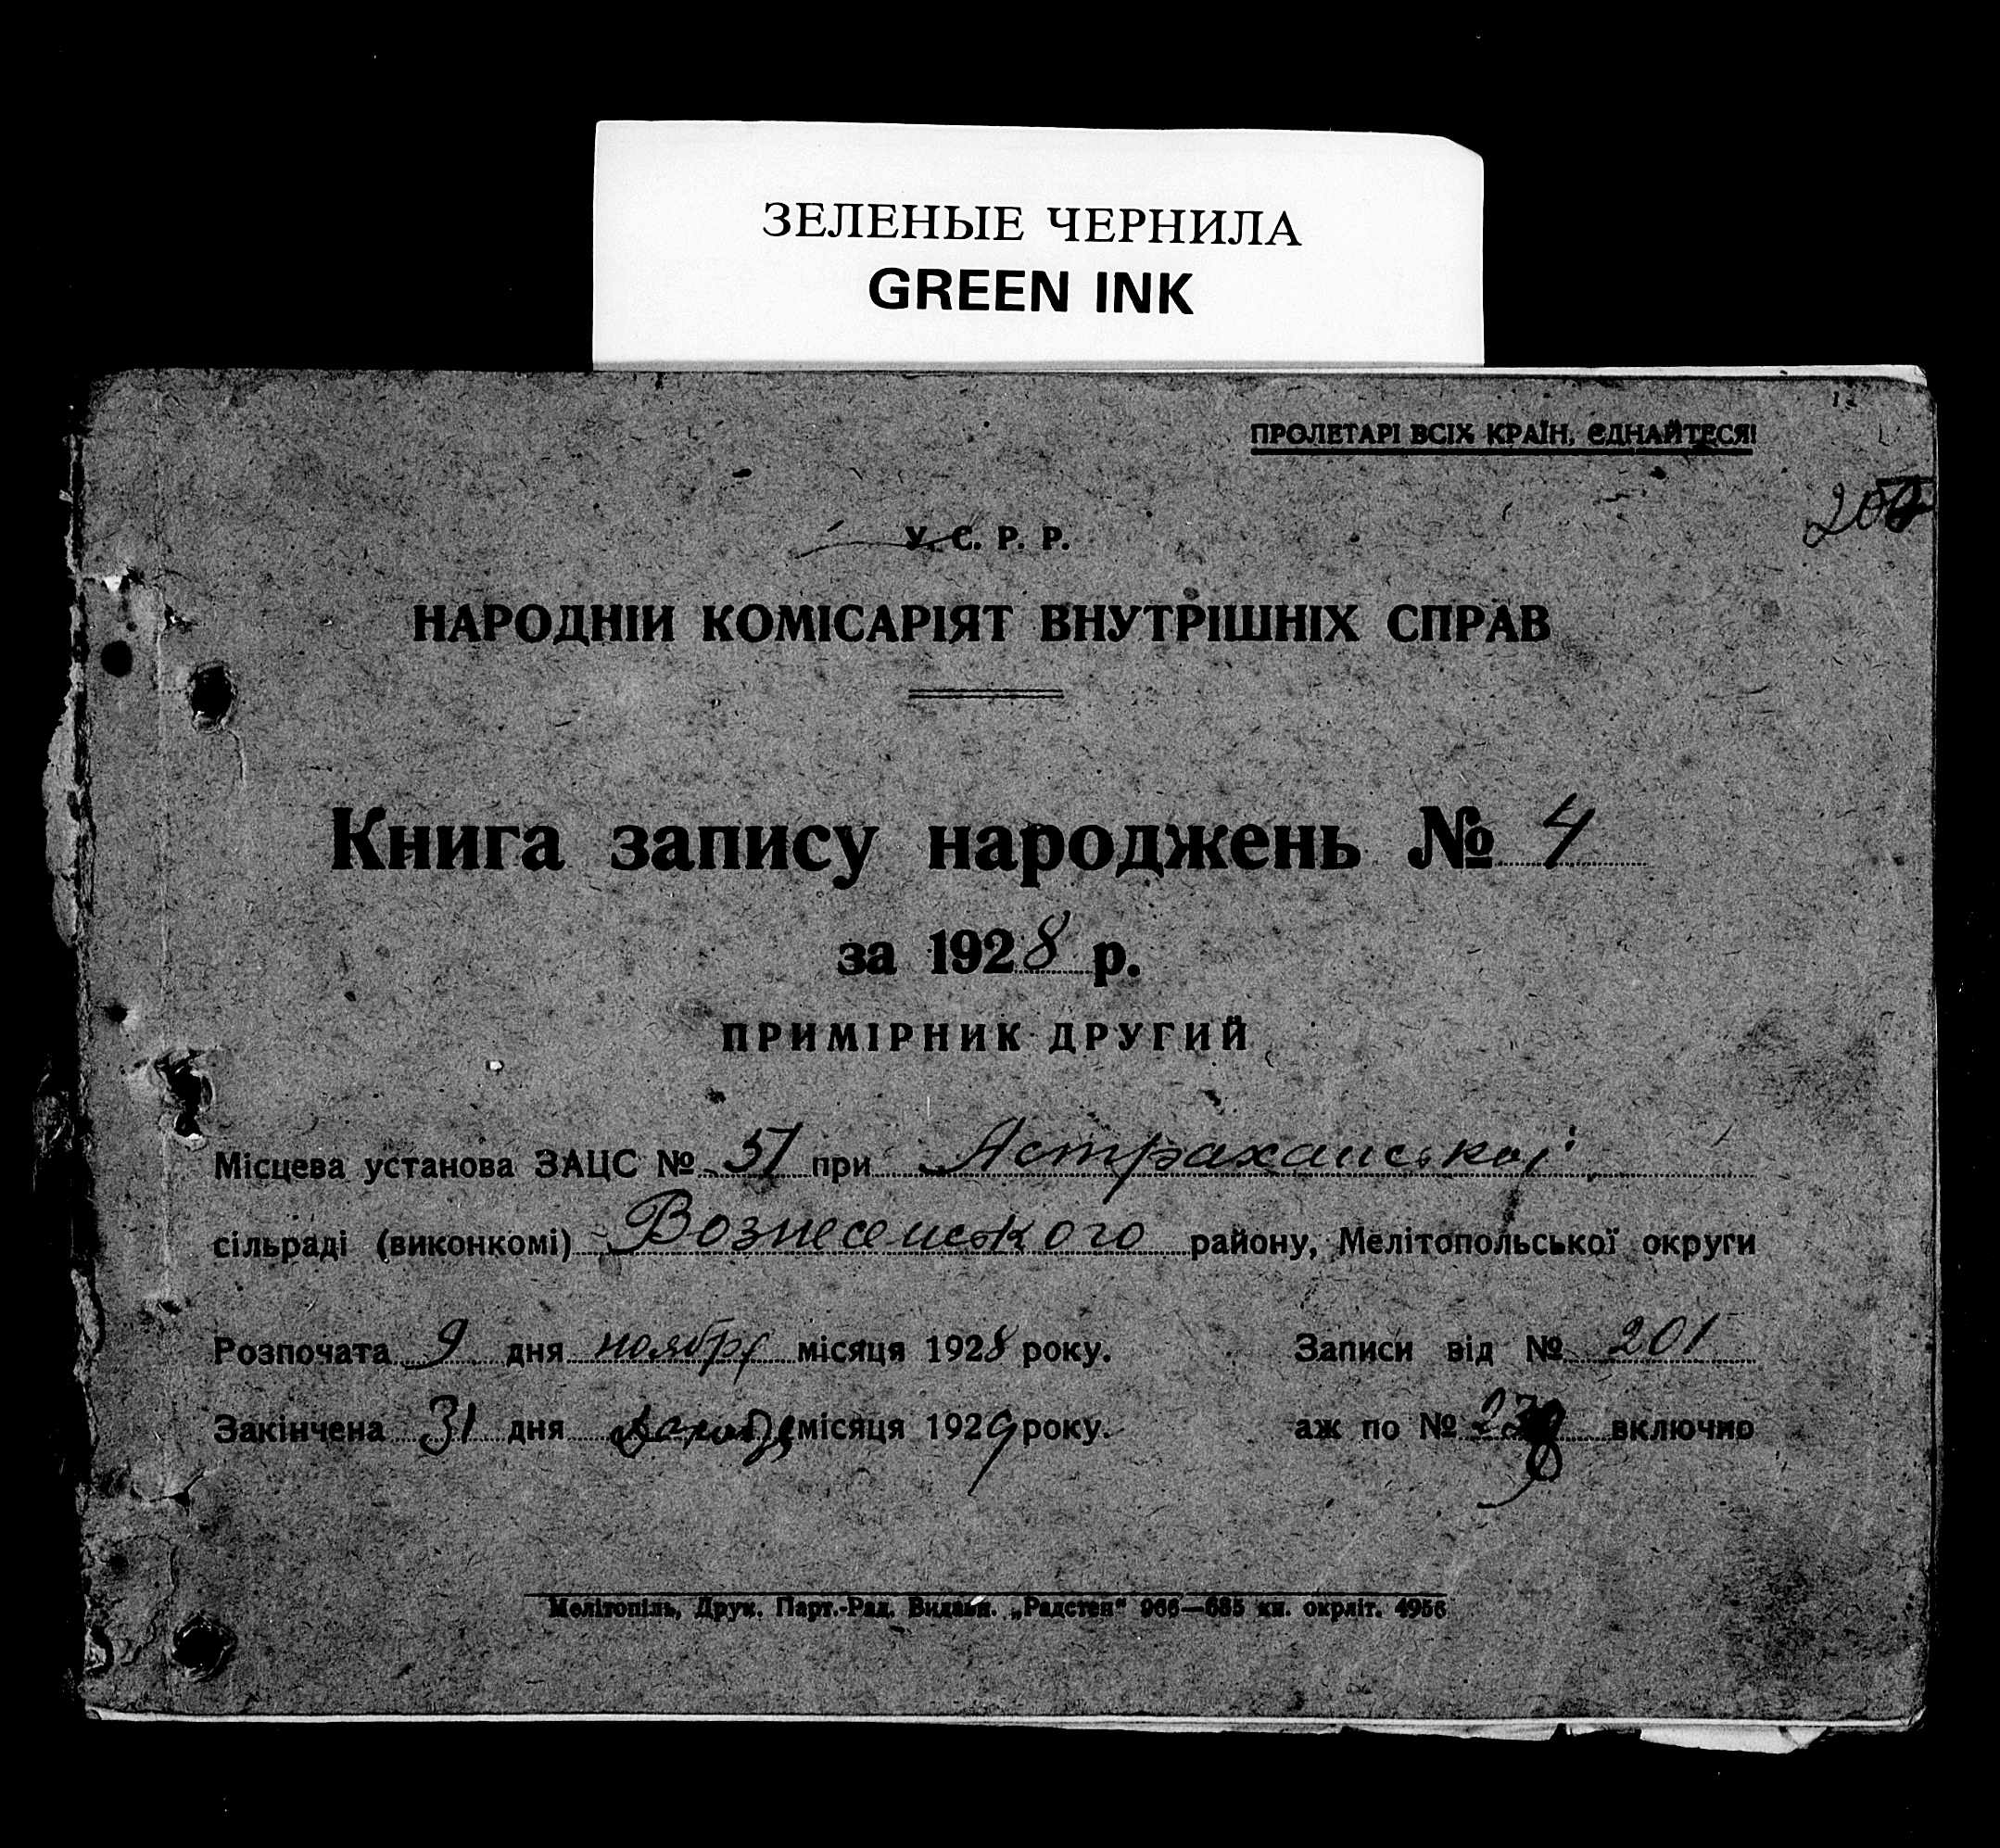 ЗЕЛЕНЫЕ ЧЕРНИЛА
GREEN INK
ПРОЛЕТАРІ ВСІХ КРАЇН, ЄДНАЙТЕСЯ!
У. С. Р. Р.
НАРОДНІЙ КОМІСАРІЯТ ВНУТРІШНІХ СПРАВ
Книга запису народжень № 4
за 1928 р.
ПРИМІРНИК ДРУГИЙ
Місцева установа ЗАЦС № 51 при Астраханської
сільраді (виконкомі) Вознесенського району, Мелітопольської округи
Розпочата 9 дня ноября місяця 1928 року. Записи від № 201
Закінчена 31 дня місяця 1929 року. аж по № включно
Мелітопіль, Друк. Парт.-Рад. Видавн. „Радстеп“ 966—685 кн. окрліт. 4956